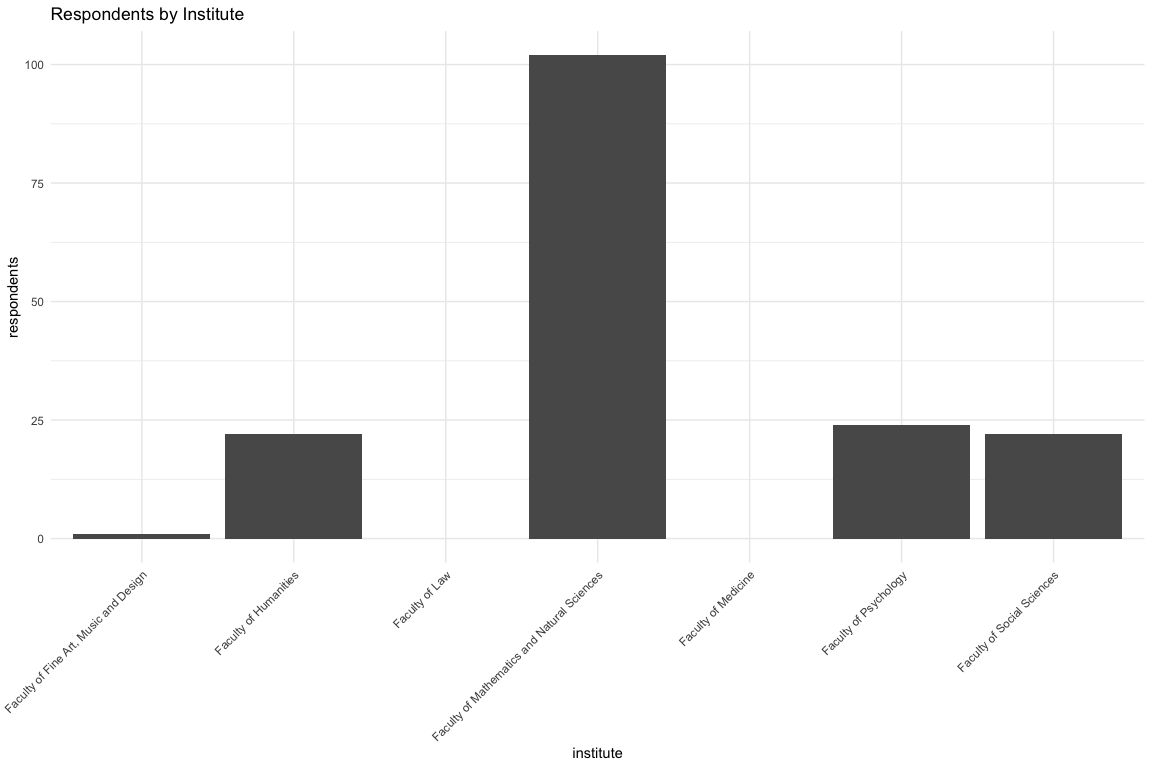 Respondents by Institute
100
75
50
25
0
respondents
Faculty of Fine Art. Music and Design
Faculty of Humanities
Faculty of Law
Faculty of Mathematics and Natural Sciences
Faculty of Medicine
Faculty of Psychology
Faculty of Social Sciences
institute